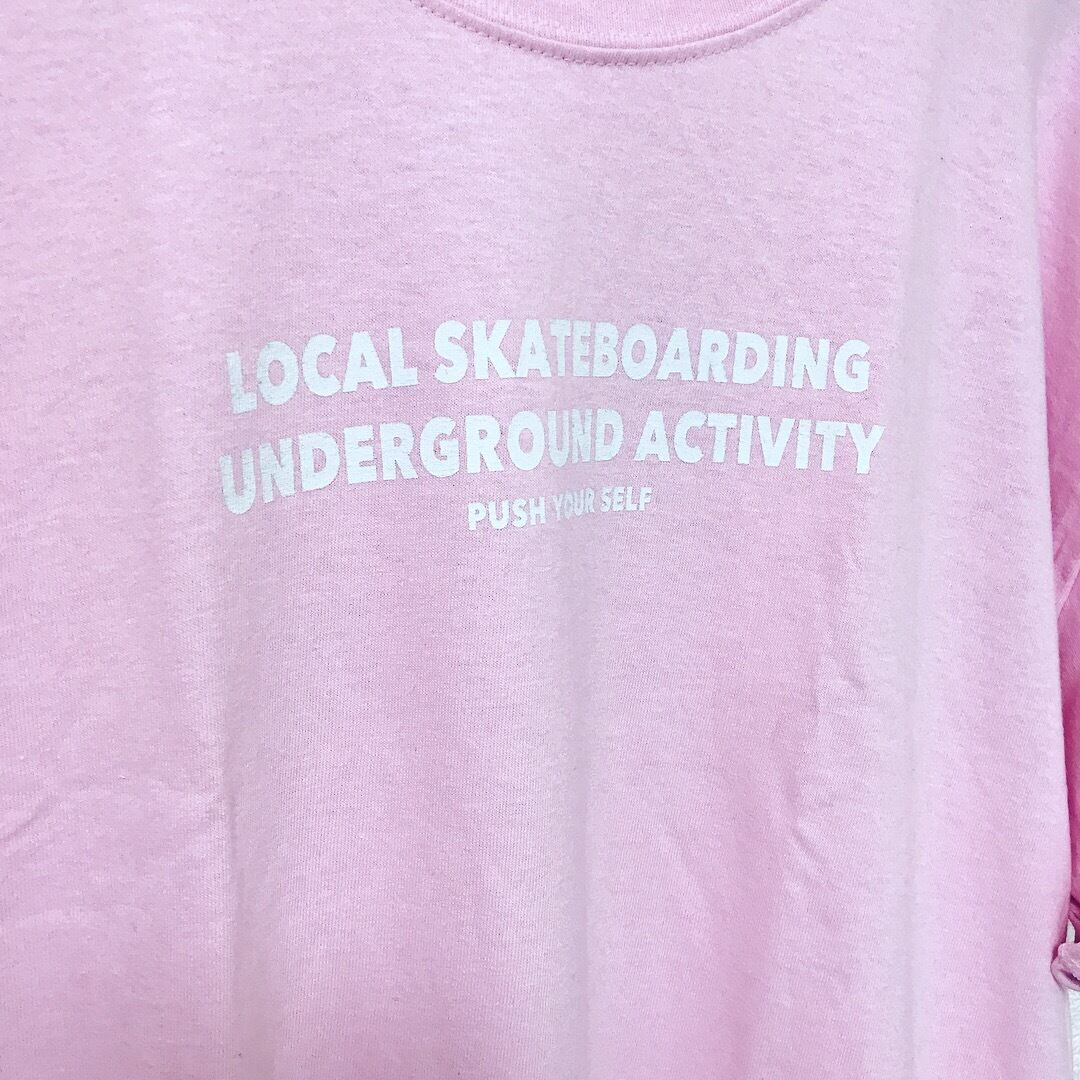 LOCAL SKATEBOARDING
UNDERGROUND ACTIVITY
PUSH YOUR SELF